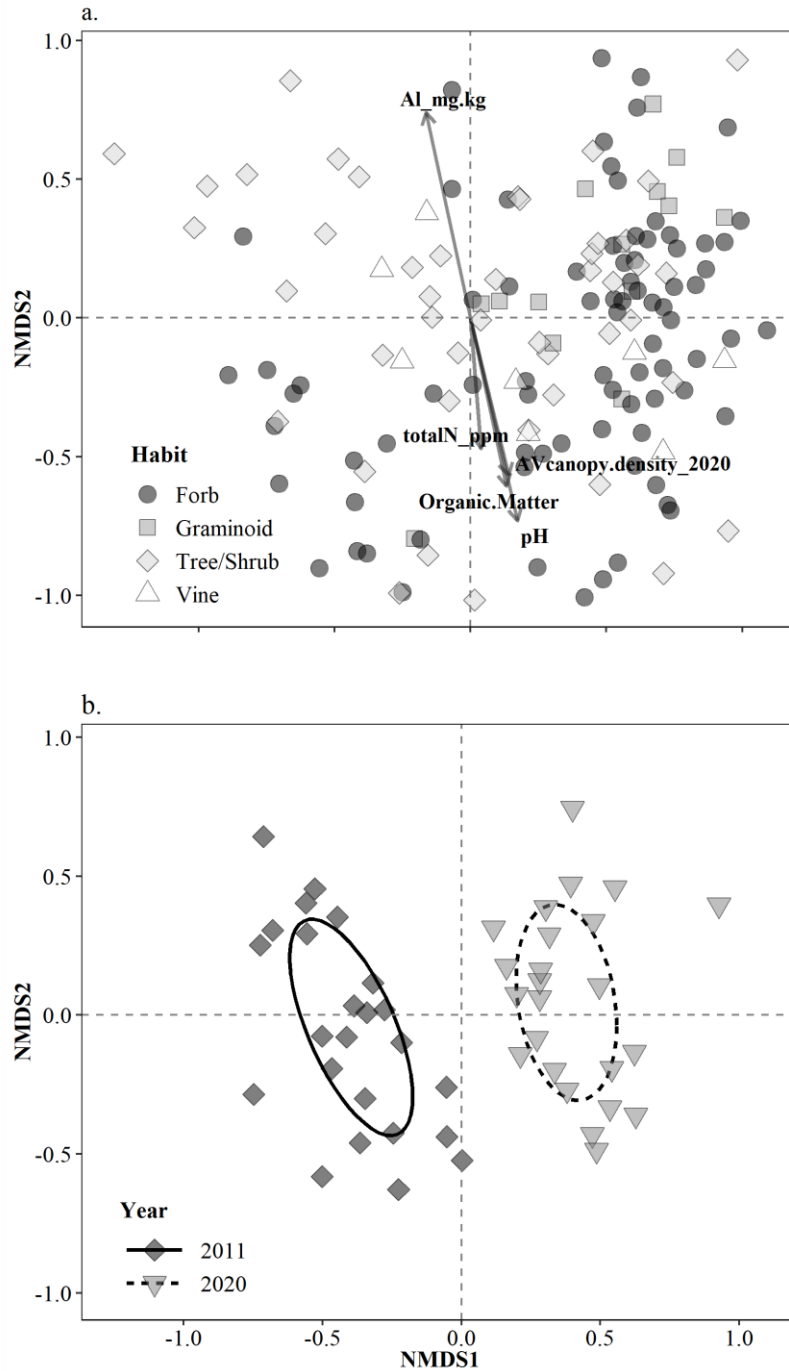 a.
1.0
0.5
0.0
-0.5
-1.0
NMDS2
Al_mg.kg
totalN_ppm
AVcanopy.density_2020
Organic.Matter
pH
Habit
Forb
Graminoid
Tree/Shrub
Vine
b.
1.0
0.5
0.0
-0.5
-1.0
NMDS2
Year
2011
2020
-1.0 -0.5 0.0 0.5 1.0
NMDS1